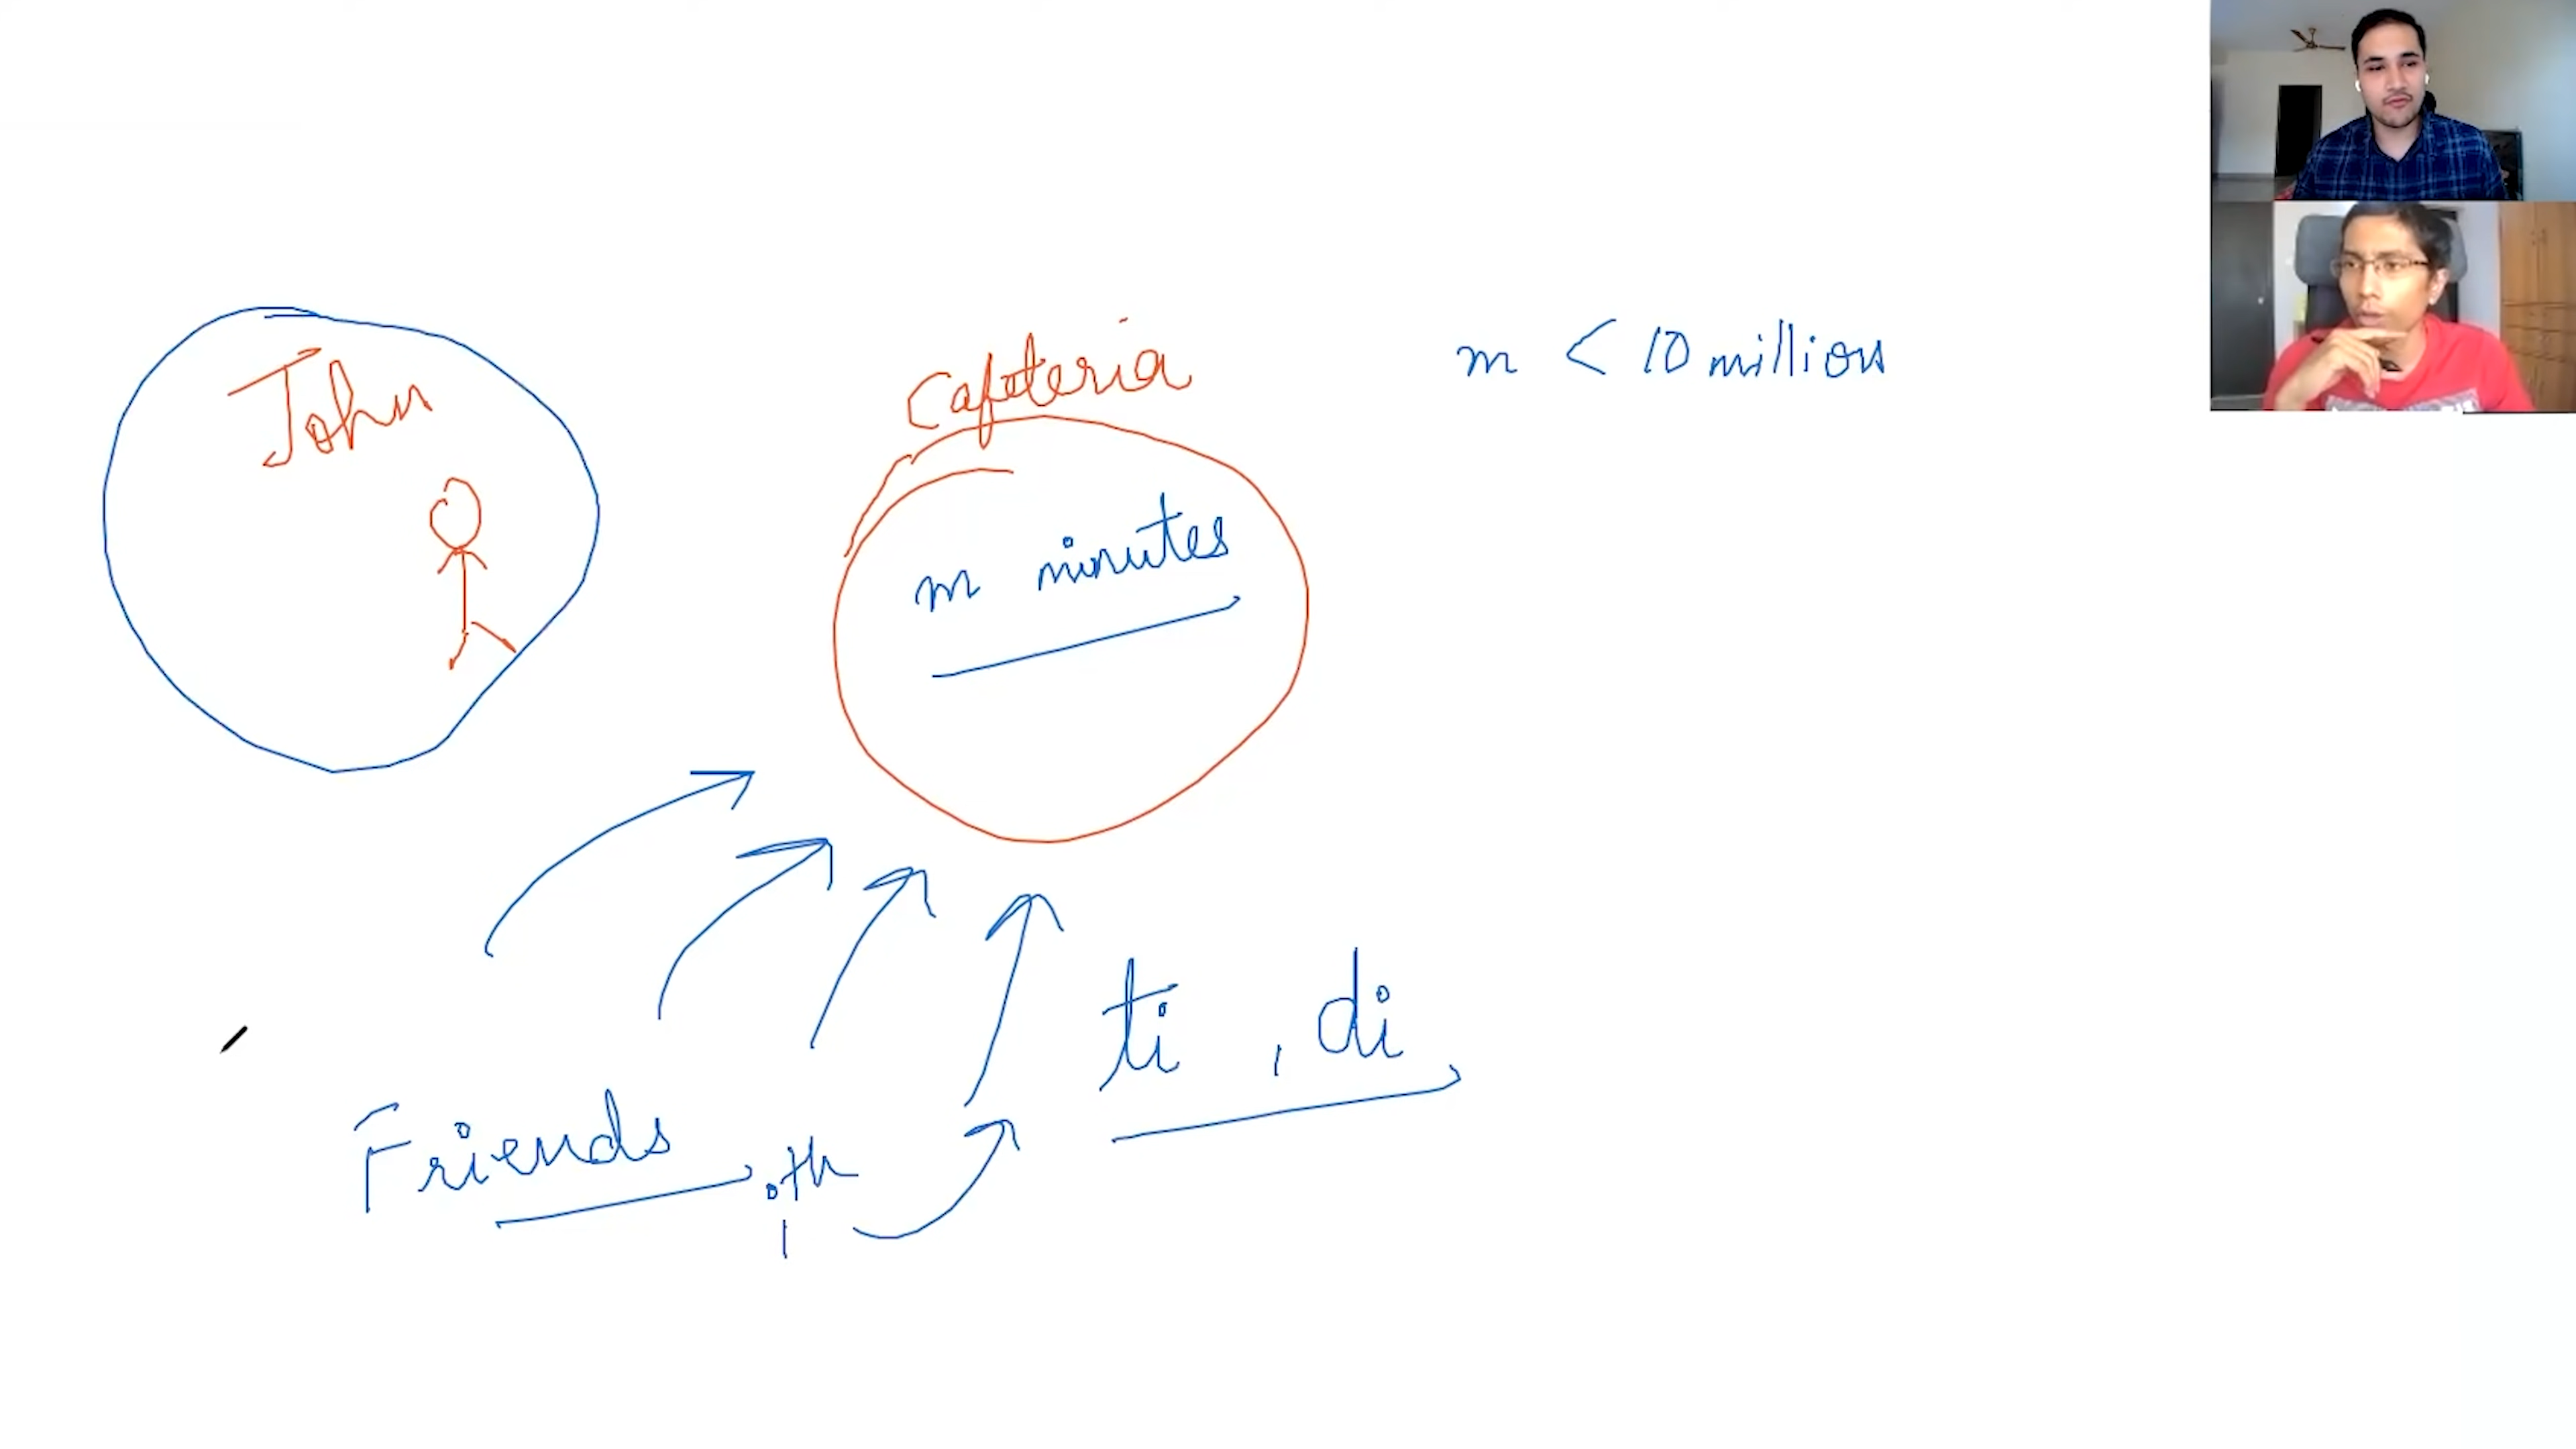 John
Cafeteria
m < 10 million
m minutes
ti , di
Friends
ith